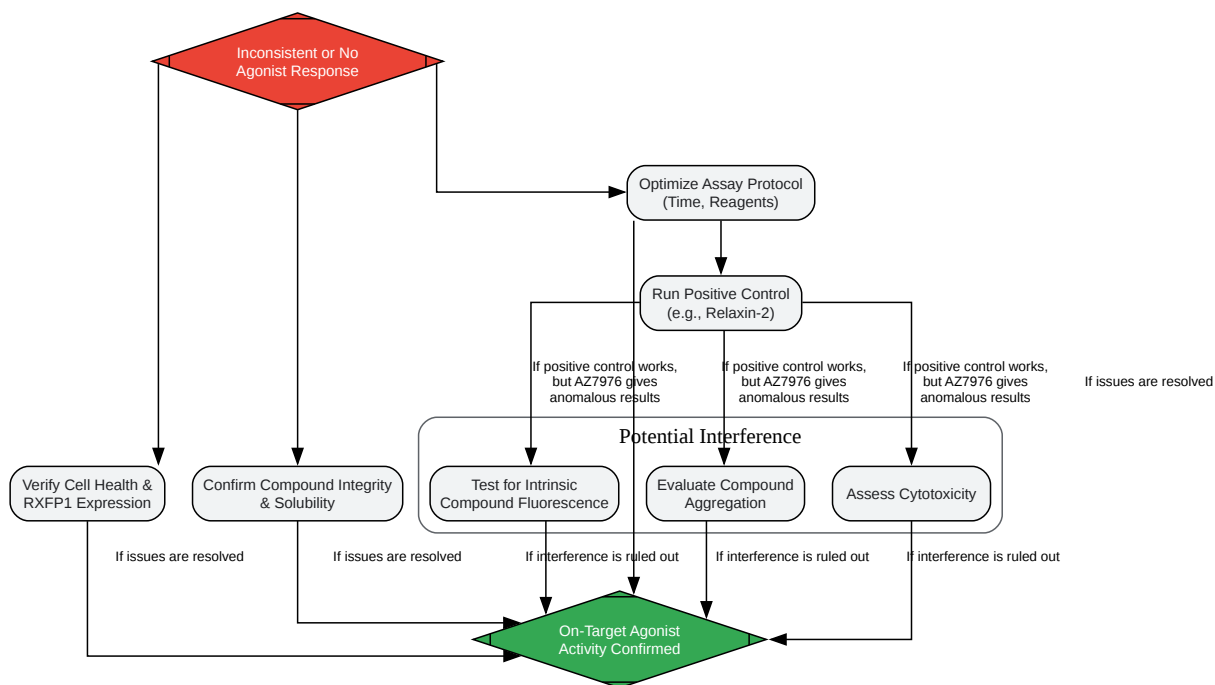 Inconsistent or No
Agonist Response
Optimize Assay Protocol
(Time, Reagents)
Run Positive Control
(e.g., Relaxin-2)
If positive control works,
but AZ7976 gives
anomalous results
If positive control works,
but AZ7976 gives
anomalous results
If positive control works,
but AZ7976 gives
anomalous results
If issues are resolved
Potential Interference
Verify Cell Health &
RXFP1 Expression
Confirm Compound Integrity
& Solubility
Test for Intrinsic
Compound Fluorescence
Evaluate Compound
Aggregation
Assess Cytotoxicity
If issues are resolved
If issues are resolved
If interference is ruled out
If interference is ruled out
If interference is ruled out
On-Target Agonist
Activity Confirmed